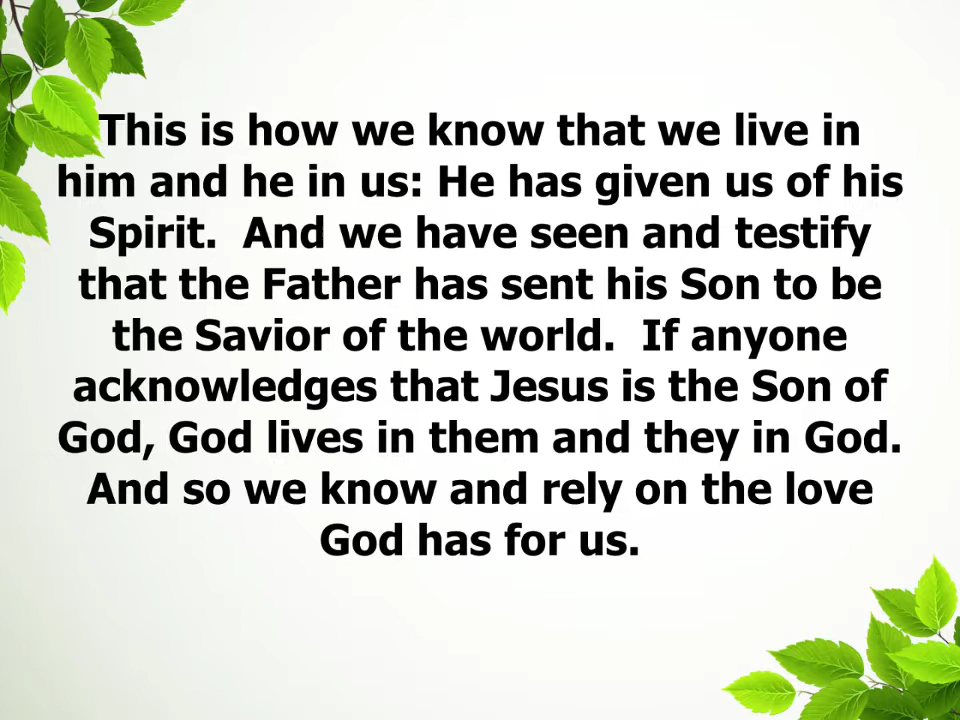 This is how we know that we live in
him and he in us: He has given us of his
Spirit.  And we have seen and testify
that the Father has sent his Son to be
the Savior of the world.  If anyone
acknowledges that Jesus is the Son of
God, God lives in them and they in God.
And so we know and rely on the love
God has for us.